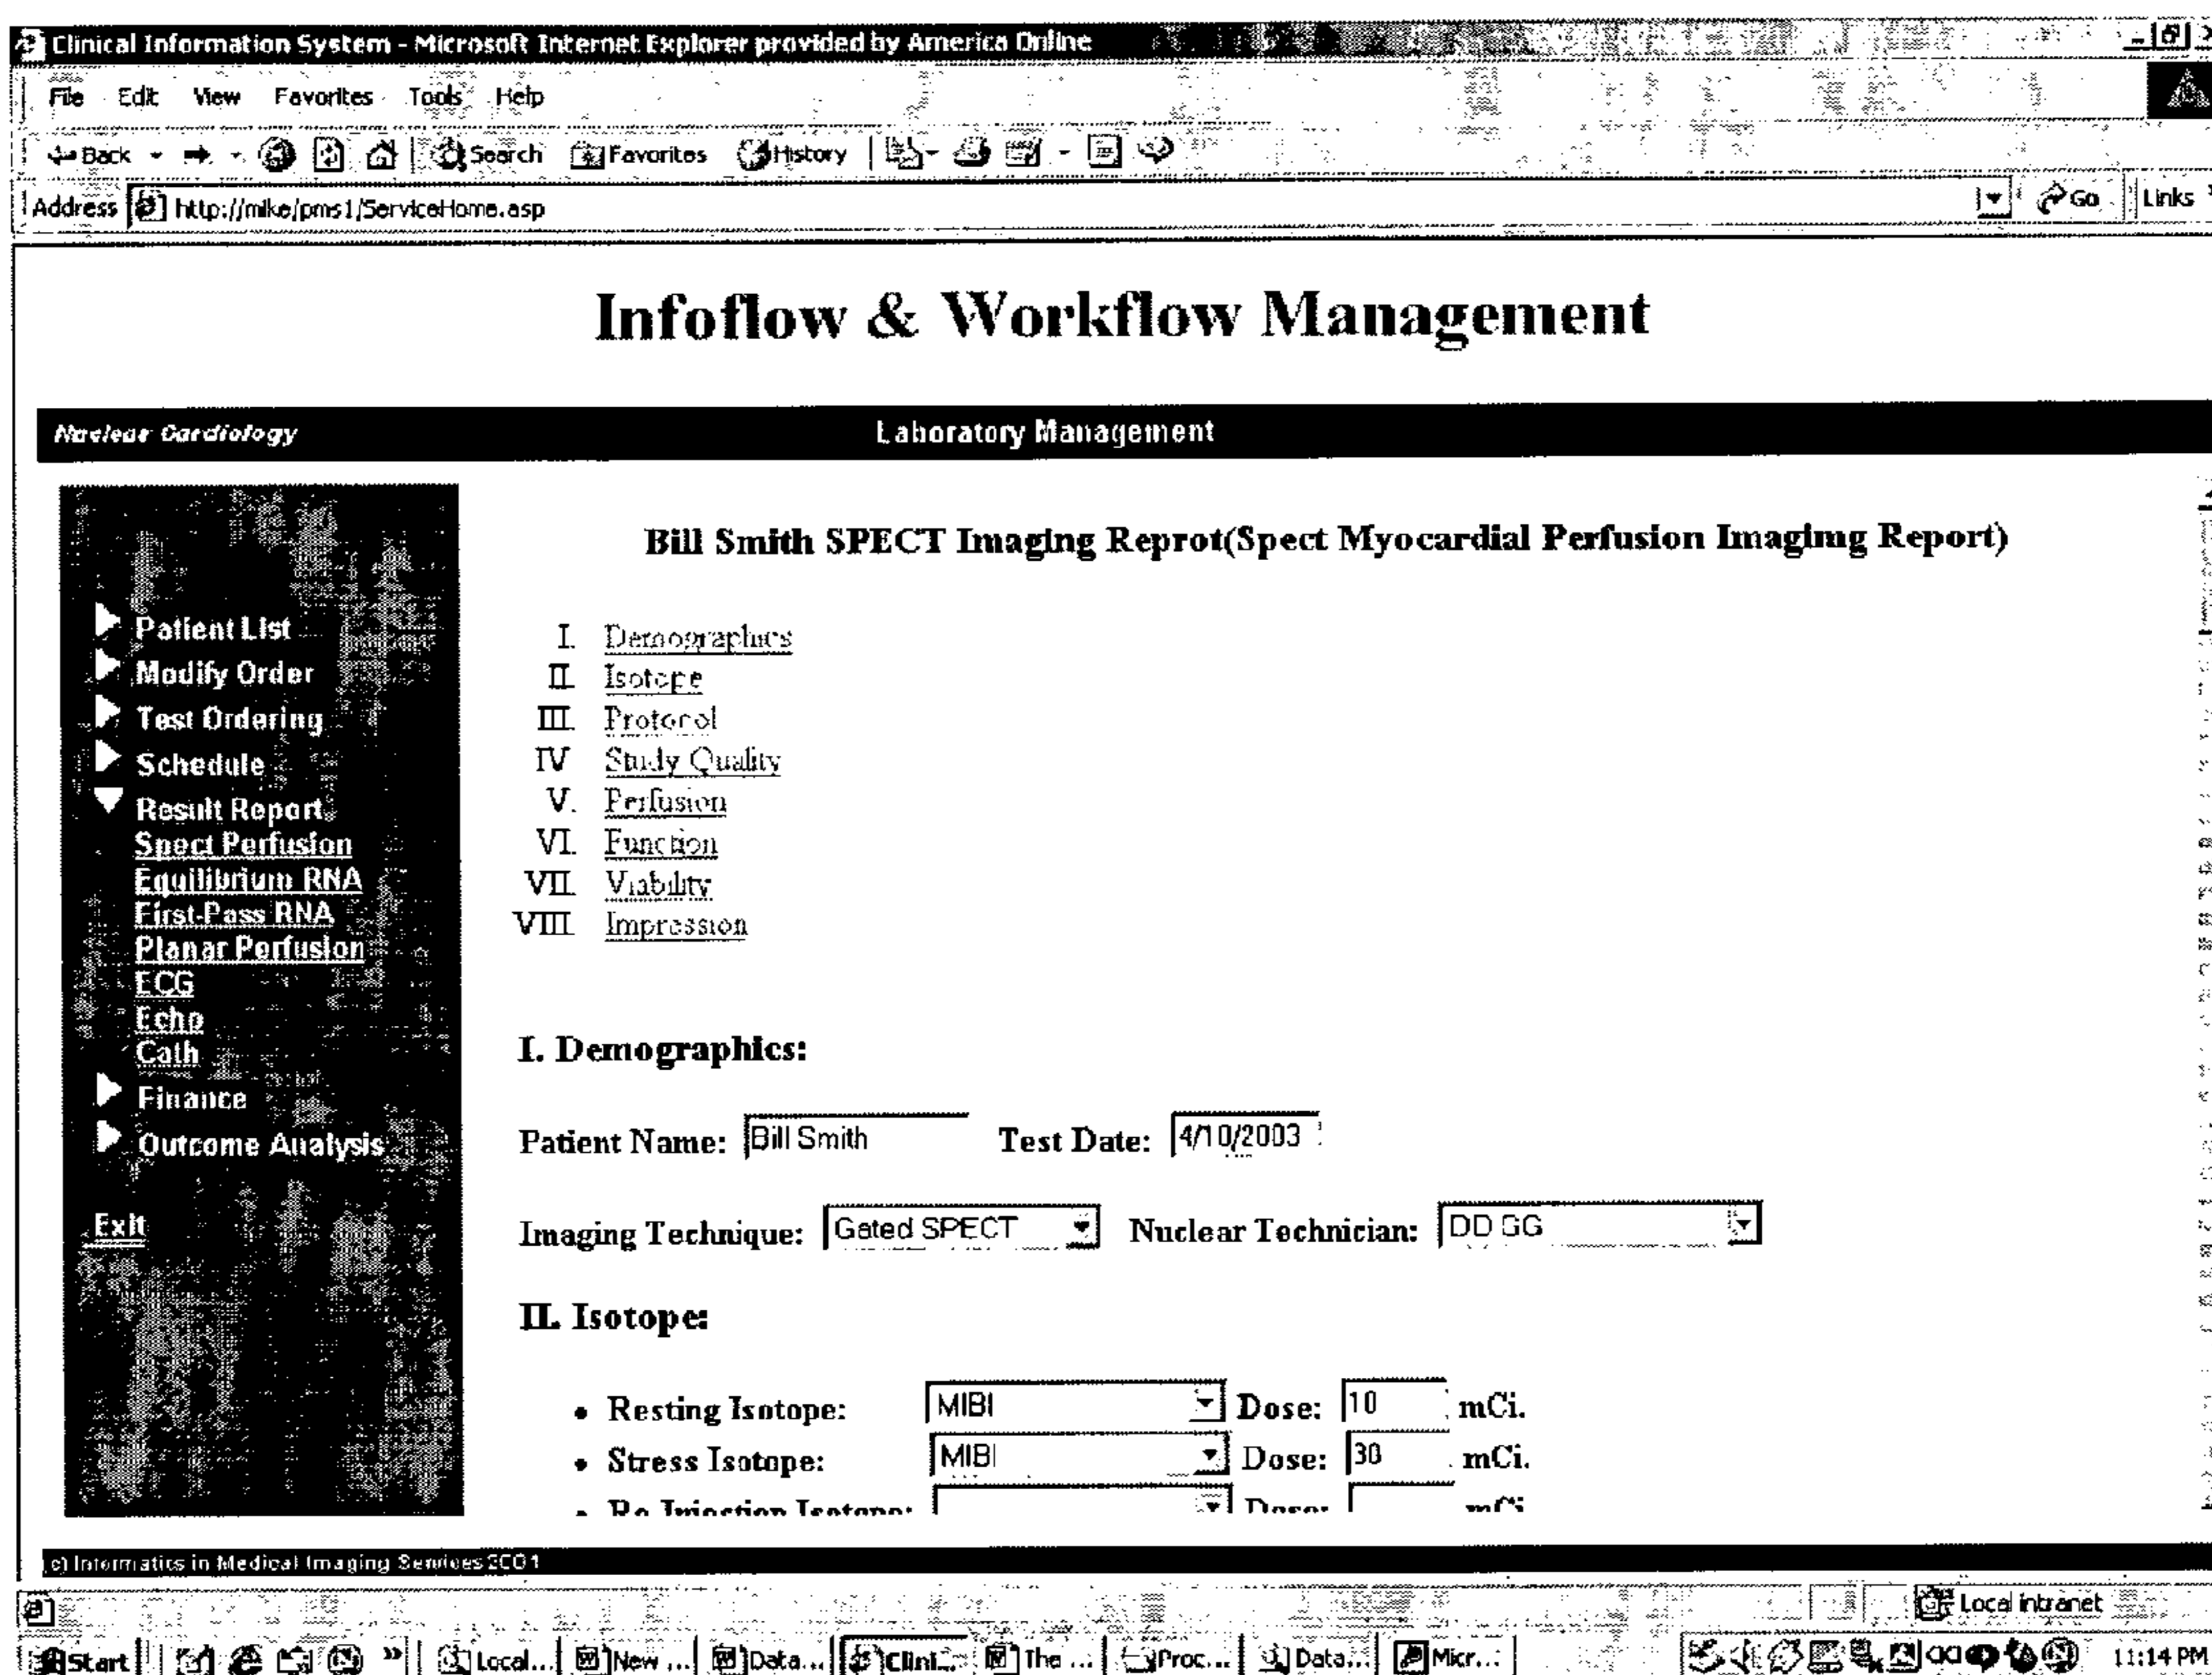 Clinical Information System - Microsoft Internet Explorer provided by America Online
File Edit View Favorites Tools Help
Back Search Favorites History
Address http://mike/pms1/ServiceHome.asp Go Links
Infoflow & Workflow Management
Nuclear Cardiology Laboratory Management
Bill Smith SPECT Imaging Reprot(Spect Myocardial Perfusion Imagimg Report)
Patient List
Modify Order
Test Ordering
Schedule
Result Report
Spect Perfusion
Equilibrium RNA
First-Pass RNA
Planar Perfusion
ECG
Echo
Cath
Finance
Outcome Analysis
Exit
I. Demographics
II. Isotope
III. Protocol
IV Study Quality
V. Perfusion
VI. Function
VII. Viability
VIII. Impression
I. Demographics:
Patient Name: Bill Smith Test Date: 4/10/2003
Imaging Technique: Gated SPECT Nuclear Technician: DD GG
II. Isotope:
• Resting Isotope: MIBI Dose: 10 mCi.
• Stress Isotope: MIBI Dose: 30 mCi.
• Re Injection Isotope: Dose: mCi
(c) Informatics in Medical Imaging Services 2001
Local intranet
Start Local... New ... Data... Clini... The ... Proc... Data... Micr... 11:14 PM